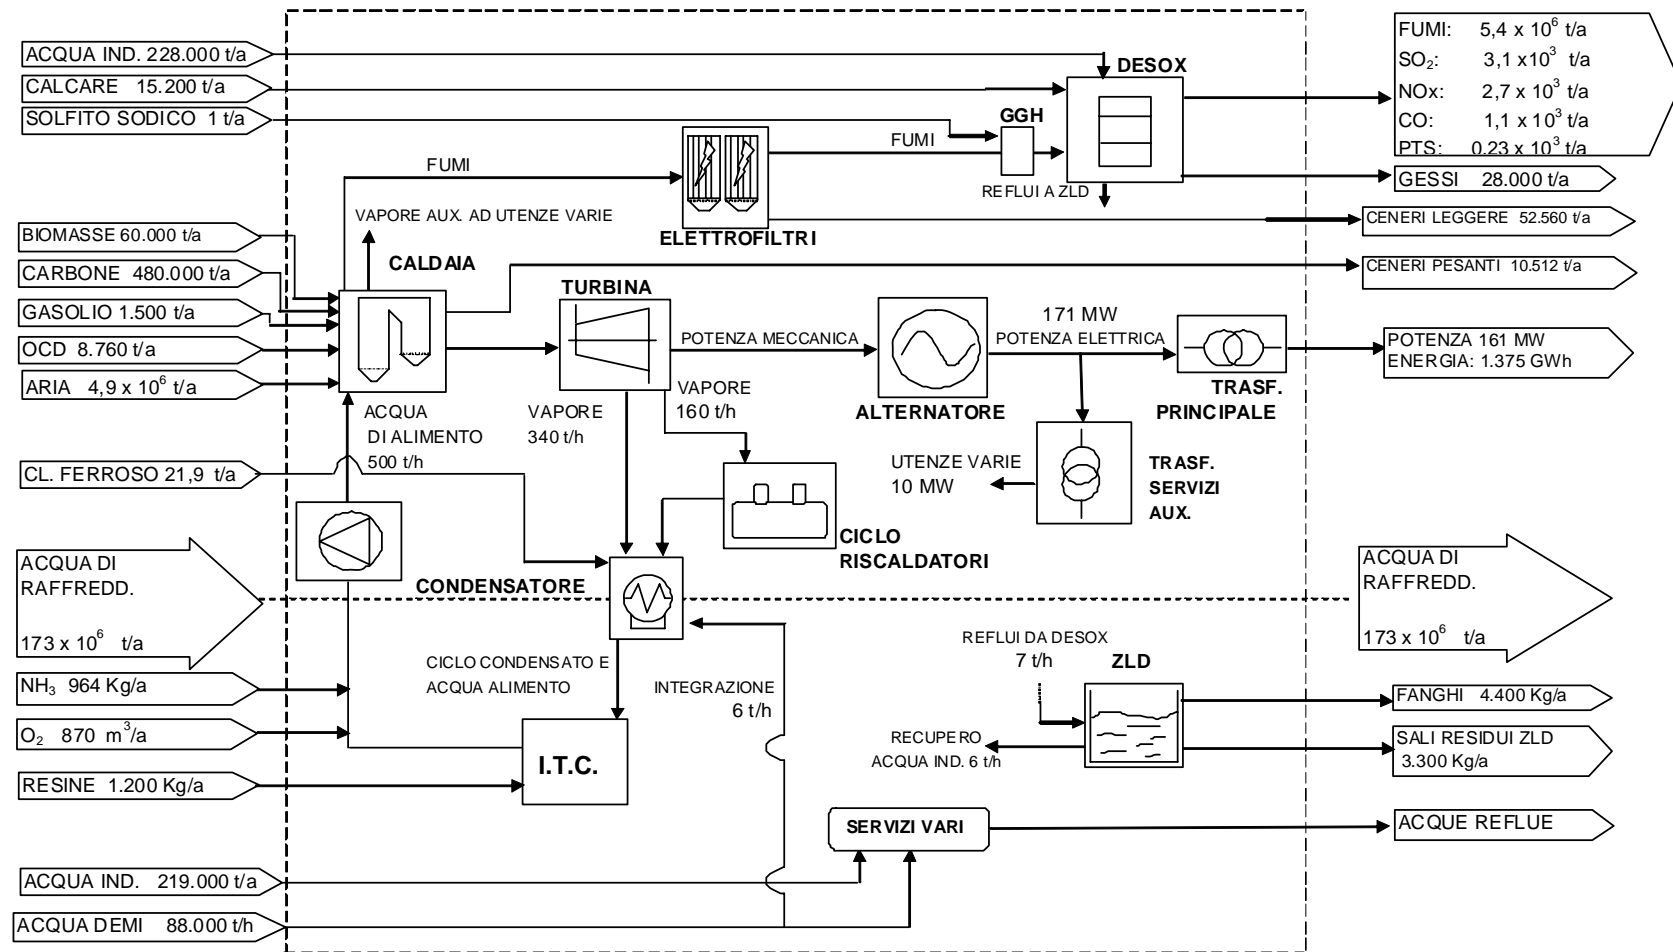 ACQUA IND. 228.000 t/a
CALCARE 15.200 t/a
SOLFITO SODICO 1 t/a
DESOX
GGH
FUMI
FUMI
REFLUI A ZLD
FUMI: 5,4 x 10⁶ t/a
SO₂: 3,1 x10³ t/a
NOx: 2,7 x 10³ t/a
CO: 1,1 x 10³ t/a
PTS: 0,23 x 10³ t/a
GESSI 28.000 t/a
CENERI LEGGERE 52.560 t/a
CENERI PESANTI 10.512 t/a
VAPORE AUX. AD UTENZE VARIE
ELETTROFILTRI
BIOMASSE 60.000 t/a
CARBONE 480.000 t/a
GASOLIO 1.500 t/a
OCD 8.760 t/a
ARIA 4,9 x 10⁶ t/a
CALDAIA
TURBINA
POTENZA MECCANICA
171 MW
POTENZA ELETTRICA
POTENZA 161 MW
ENERGIA: 1.375 GWh
ALTERNATORE
TRASF.
PRINCIPALE
ACQUA
DI ALIMENTO
500 t/h
VAPORE
340 t/h
VAPORE
160 t/h
CL. FERROSO 21,9 t/a
UTENZE VARIE
10 MW
TRASF.
SERVIZI
AUX.
CICLO
RISCALDATORI
CONDENSATORE
ACQUA DI
RAFFREDD.
173 x 10⁶ t/a
ACQUA DI
RAFFREDD.
173 x 10⁶ t/a
NH₃ 964 Kg/a
O₂ 870 m³/a
RESINE 1.200 Kg/a
CICLO CONDENSATO E
ACQUA ALIMENTO
I.T.C.
INTEGRAZIONE
6 t/h
REFLUI DA DESOX
7 t/h
ZLD
RECUPERO
ACQUA IND. 6 t/h
FANGHI 4.400 Kg/a
SALI RESIDUI ZLD
3.300 Kg/a
SERVIZI VARI
ACQUE REFLUE
ACQUA IND. 219.000 t/a
ACQUA DEMI 88.000 t/h